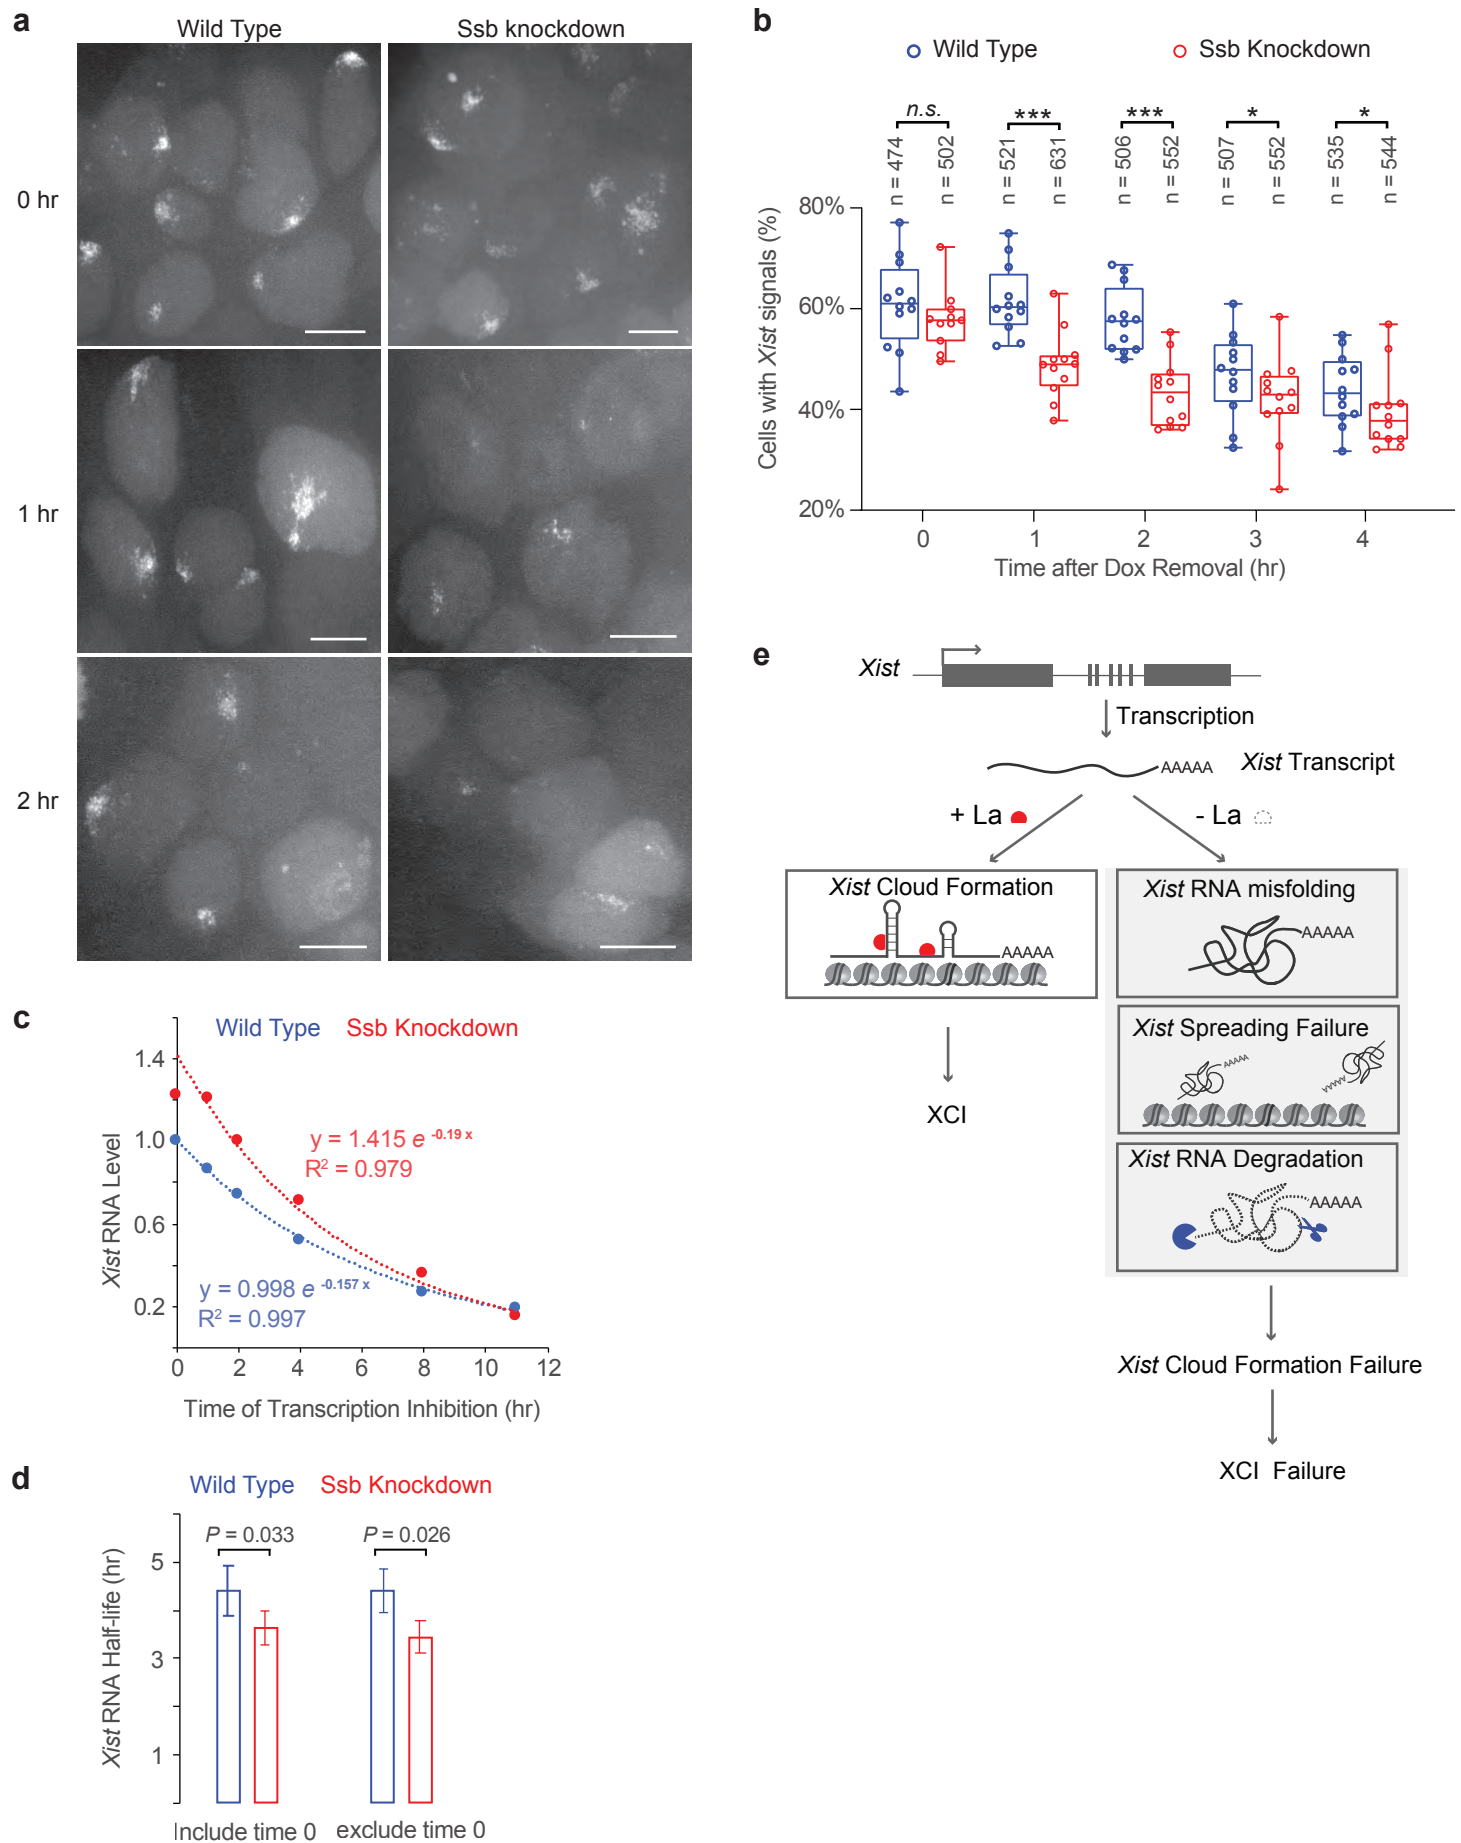 a
Wild Type
Ssb knockdown
0 hr
1 hr
2 hr
b
Wild Type
Ssb Knockdown
n.s.
***
***
*
*
n = 474
n = 502
n = 521
n = 631
n = 506
n = 552
n = 507
n = 552
n = 535
n = 544
Cells with Xist signals (%)
80%
60%
40%
20%
0 1 2 3 4
Time after Dox Removal (hr)
c
Wild Type Ssb Knockdown
Xist RNA Level
1.4
1.0
0.6
0.2
y = 1.415 e -0.19 x
R2 = 0.979
y = 0.998 e -0.157 x
R2 = 0.997
0 2 4 6 8 10 12
Time of Transcription Inhibition (hr)
d
Wild Type Ssb Knockdown
P = 0.033
P = 0.026
Xist RNA Half-life (hr)
5
3
1
Include time 0 exclude time 0
e
Xist
Transcription
AAAAA
Xist Transcript
+ La
- La
Xist Cloud Formation
AAAAA
XCI
Xist RNA misfolding
AAAAA
Xist Spreading Failure
AAAAA
AAAAA
Xist RNA Degradation
AAAAA
Xist Cloud Formation Failure
XCI Failure